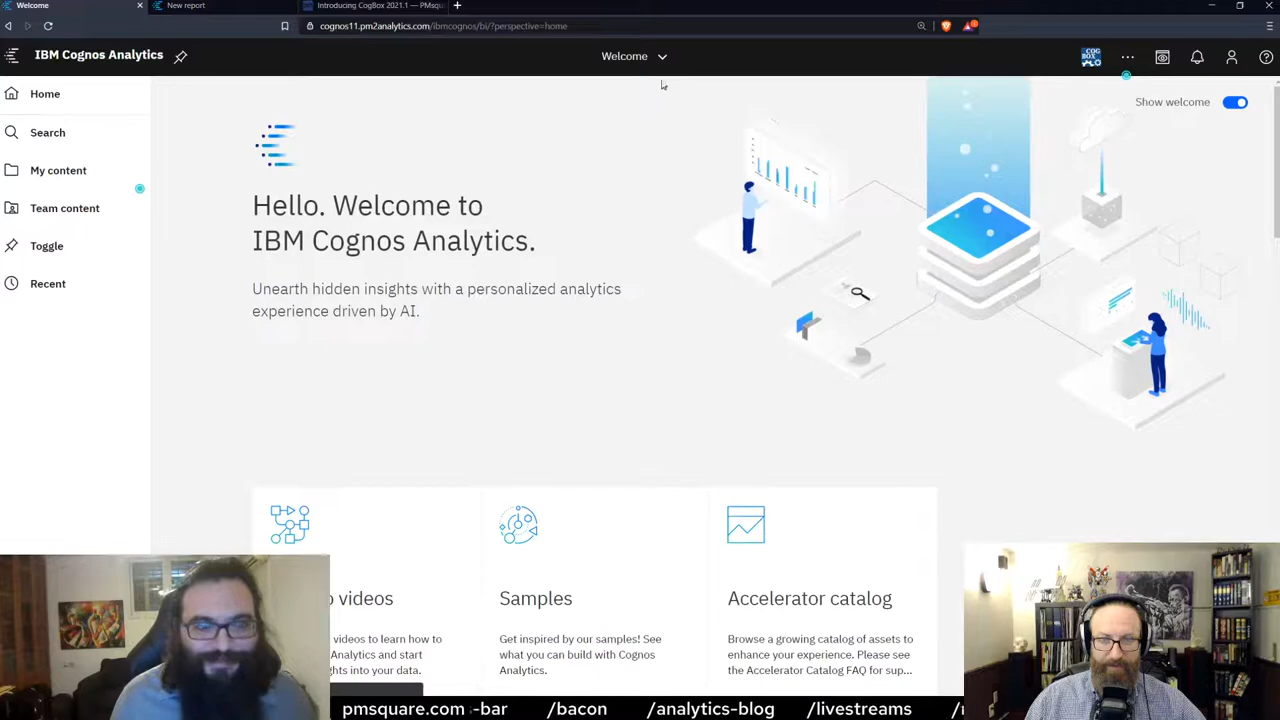 Welcome
New report
Introducing CogBox 2021.1 — PMsqu
cognos11.pm2analytics.com/ibmcognos/bi/?perspective=home
IBM Cognos Analytics
Welcome
COG BOX
Home
Search
My content
Team content
Toggle
Recent
Show welcome
Hello. Welcome to
IBM Cognos Analytics.
Unearth hidden insights with a personalized analytics
experience driven by AI.
videos
videos to learn how to
Analytics and start
ghts into your data.
Samples
Get inspired by our samples! See
what you can build with Cognos
Analytics.
Accelerator catalog
Browse a growing catalog of assets to
enhance your experience. Please see
the Accelerator Catalog FAQ for sup...
pmsquare.com -bar /bacon /analytics-blog /livestreams